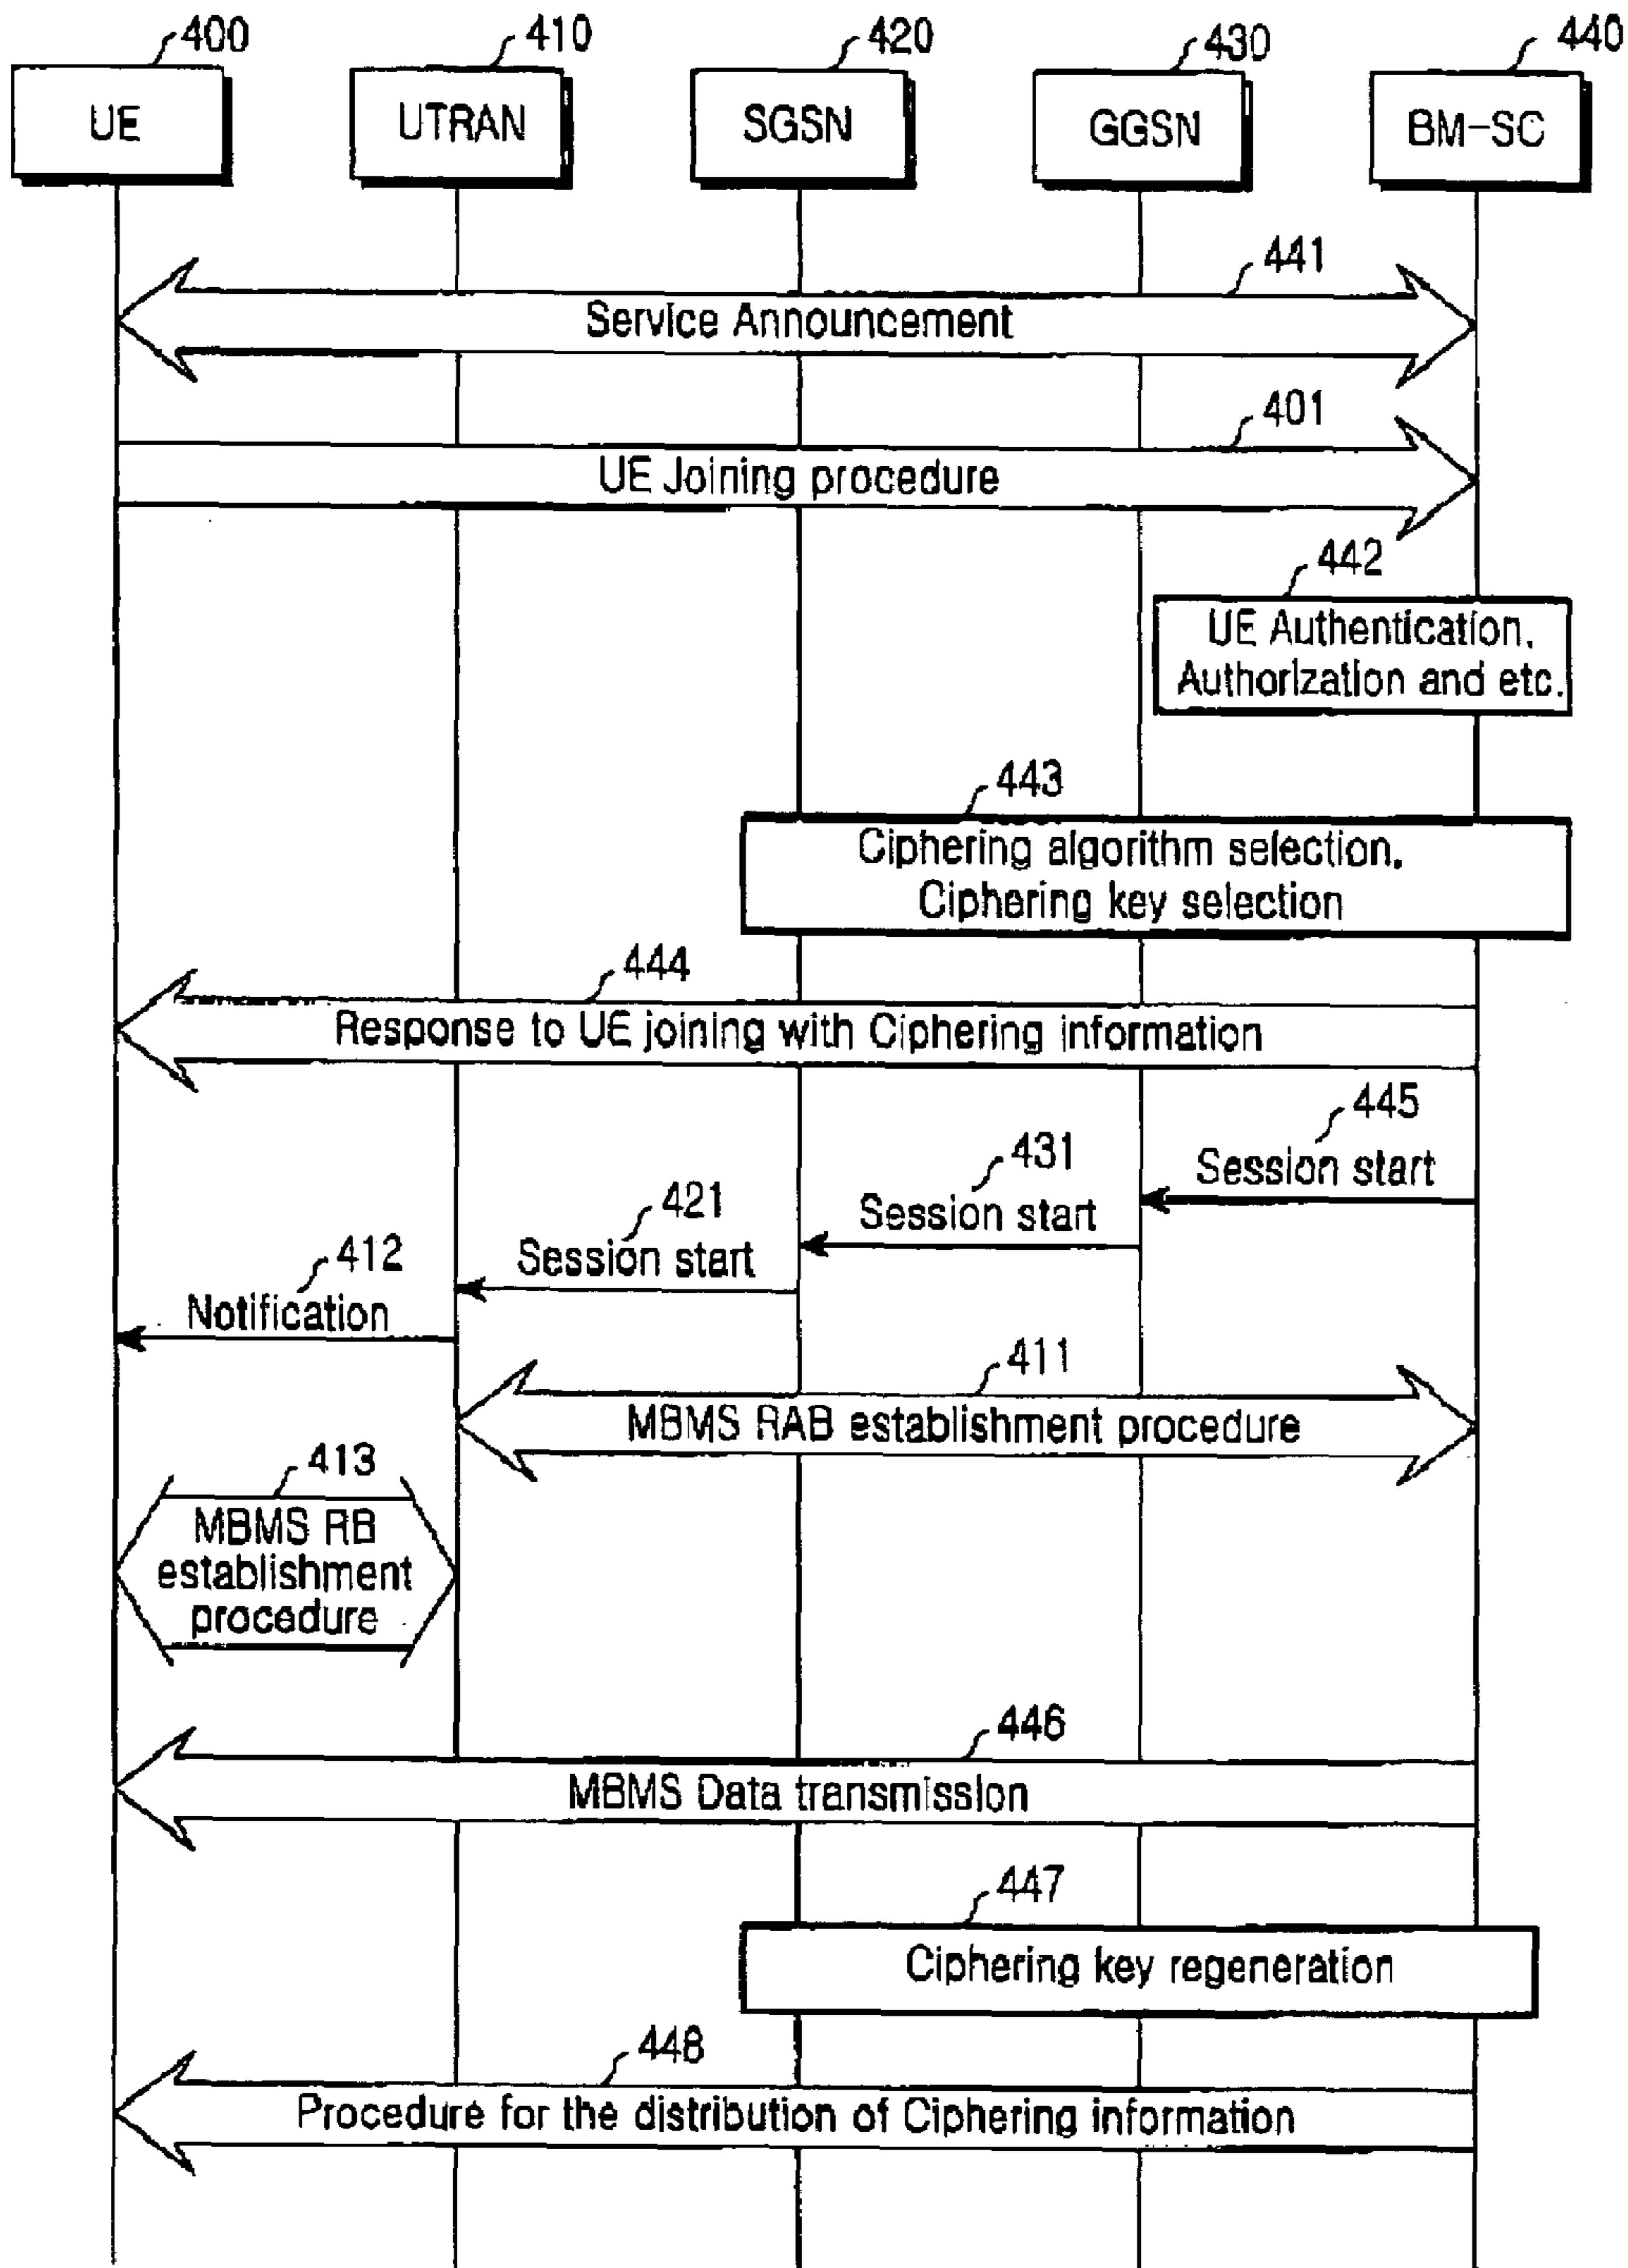 400
410
420
430
440
UE
UTRAN
SGSN
GGSN
BM-SC
441
Service Announcement
401
UE Joining procedure
442
UE Authentication,
Authorization and etc.
443
Ciphering algorithm selection,
Ciphering key selection
444
Response to UE joining with Ciphering information
445
Session start
431
Session start
421
Session start
412
Notification
411
MBMS RAB establishment procedure
413
MBMS RB
establishment
procedure
446
MBMS Data transmission
447
Ciphering key regeneration
448
Procedure for the distribution of Ciphering information